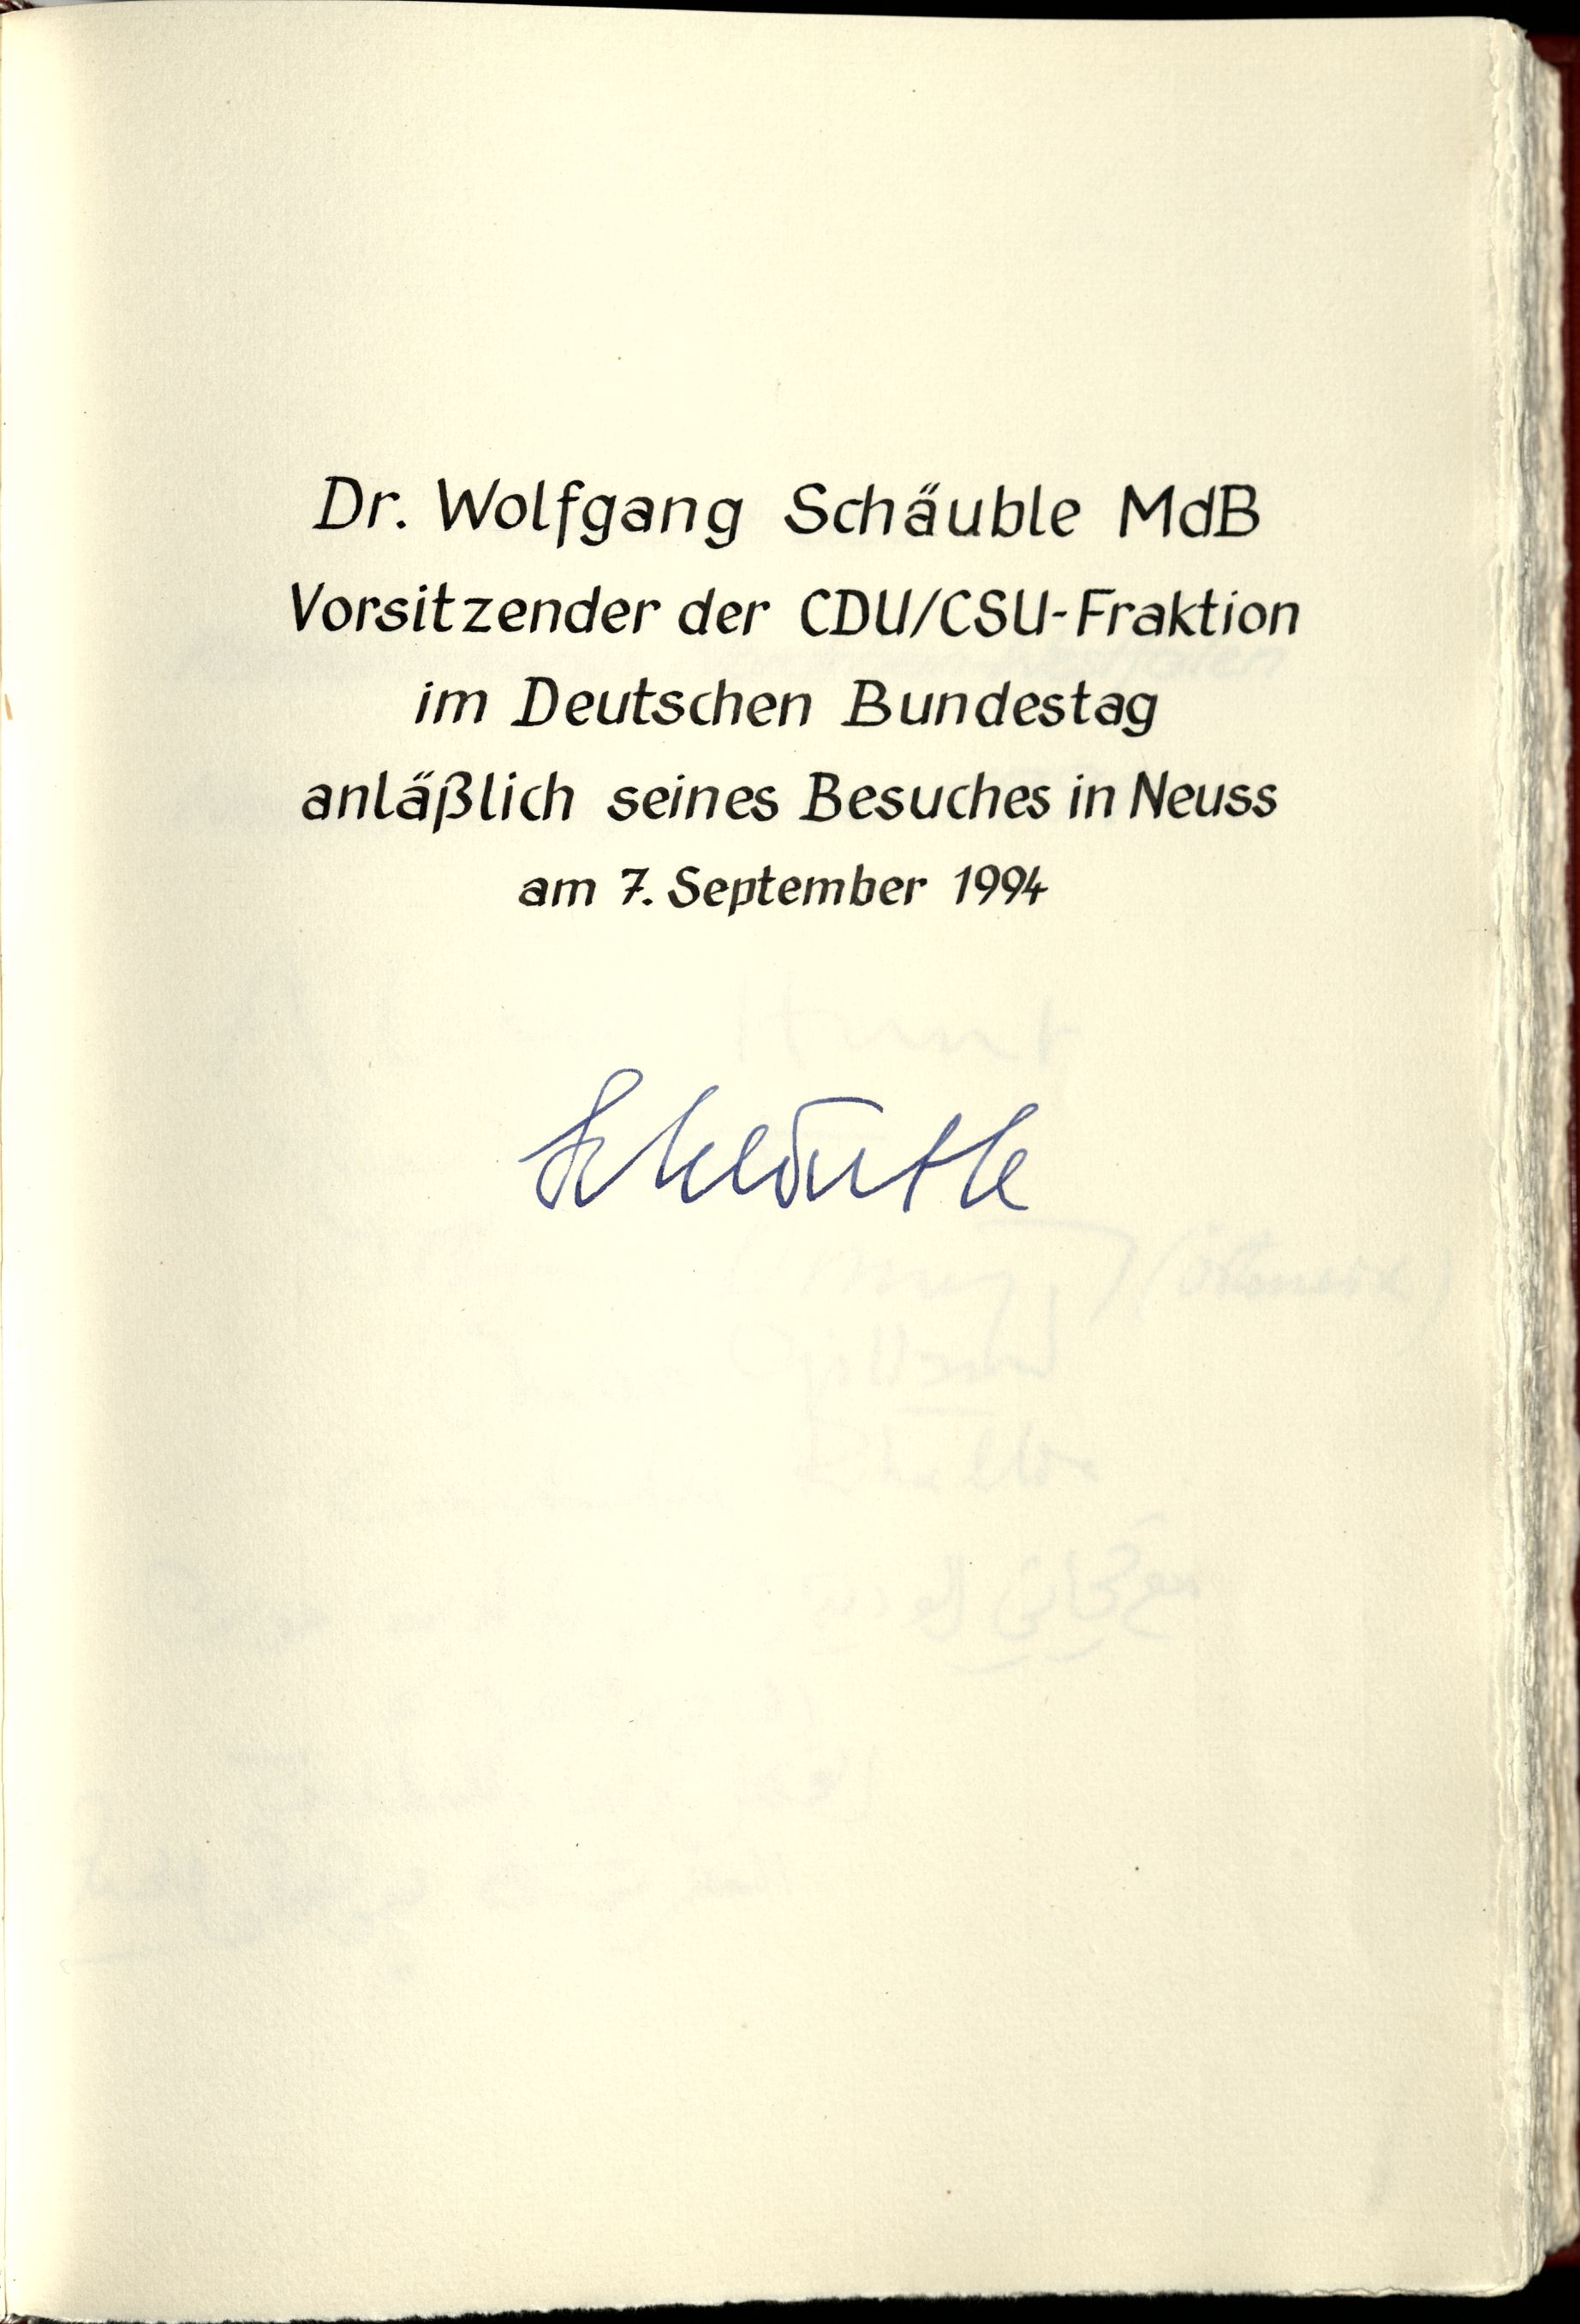 Dr. Wolfgang Schäuble MdB
Vorsitzender der CDU/CSU-Fraktion
im Deutschen Bundestag
anläßlich seines Besuches in Neuss
am 7. September 1994
Schäuble